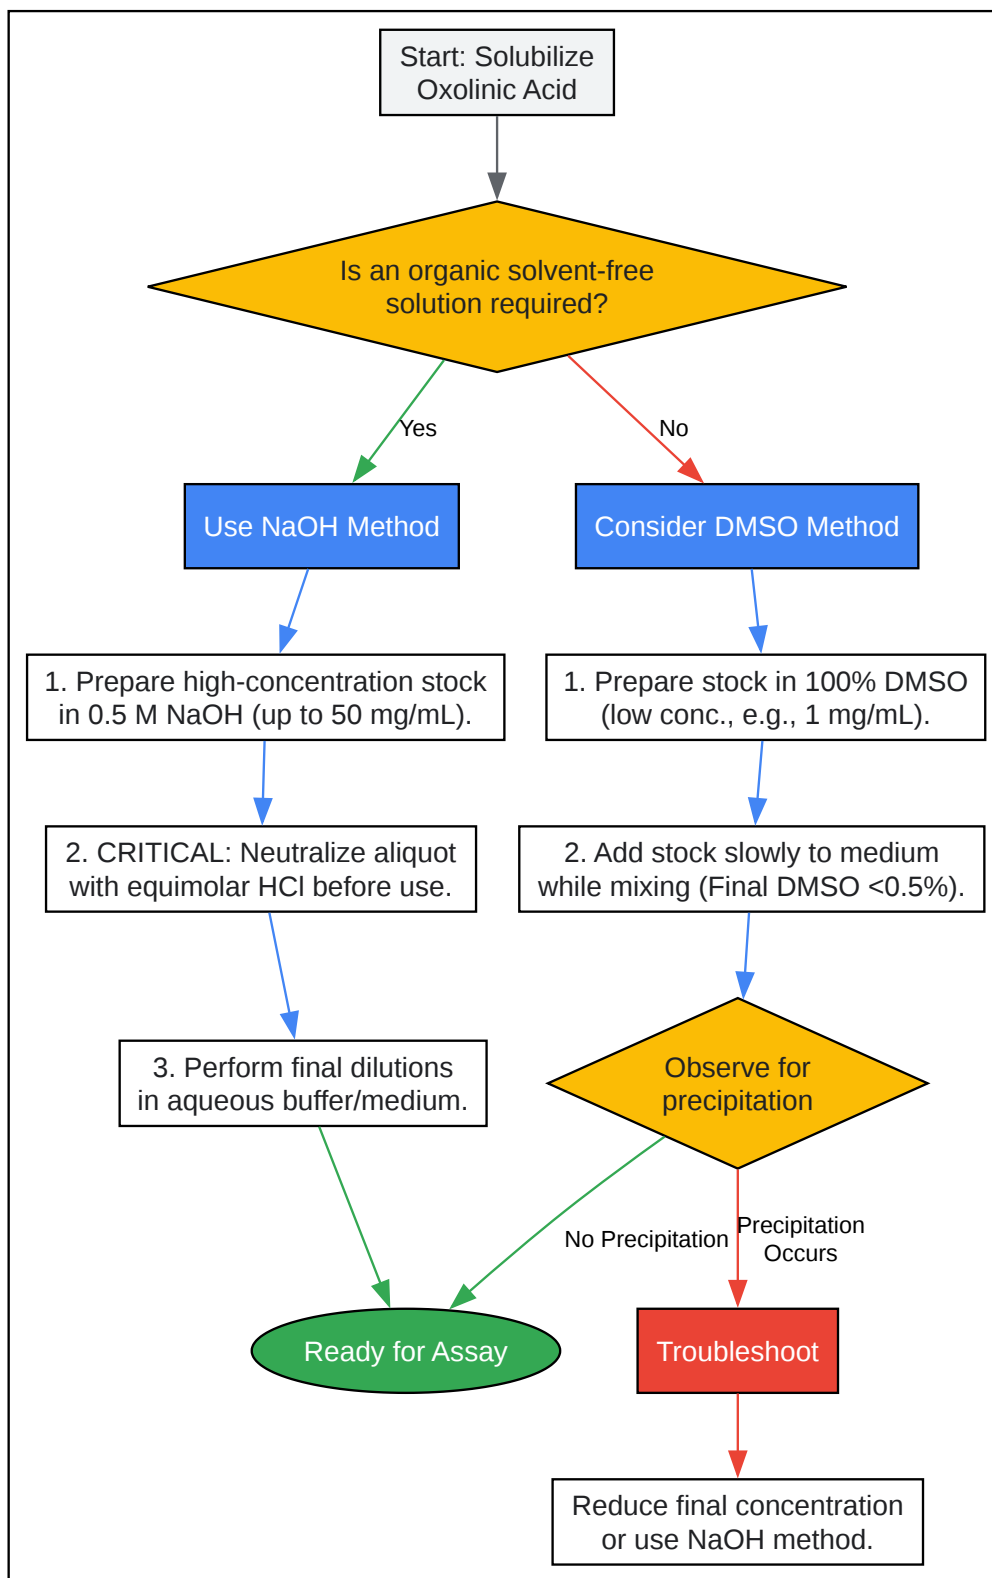 Start: Solubilize
Oxolinic Acid
Is an organic solvent-free
solution required?
Yes
No
Use NaOH Method
Consider DMSO Method
1. Prepare high-concentration stock
in 0.5 M NaOH (up to 50 mg/mL).
1. Prepare stock in 100% DMSO
(low conc., e.g., 1 mg/mL).
2. CRITICAL: Neutralize aliquot
with equimolar HCl before use.
2. Add stock slowly to medium
while mixing (Final DMSO <0.5%).
3. Perform final dilutions
in aqueous buffer/medium.
Observe for
precipitation
No Precipitation
Precipitation
Occurs
Ready for Assay
Troubleshoot
Reduce final concentration
or use NaOH method.